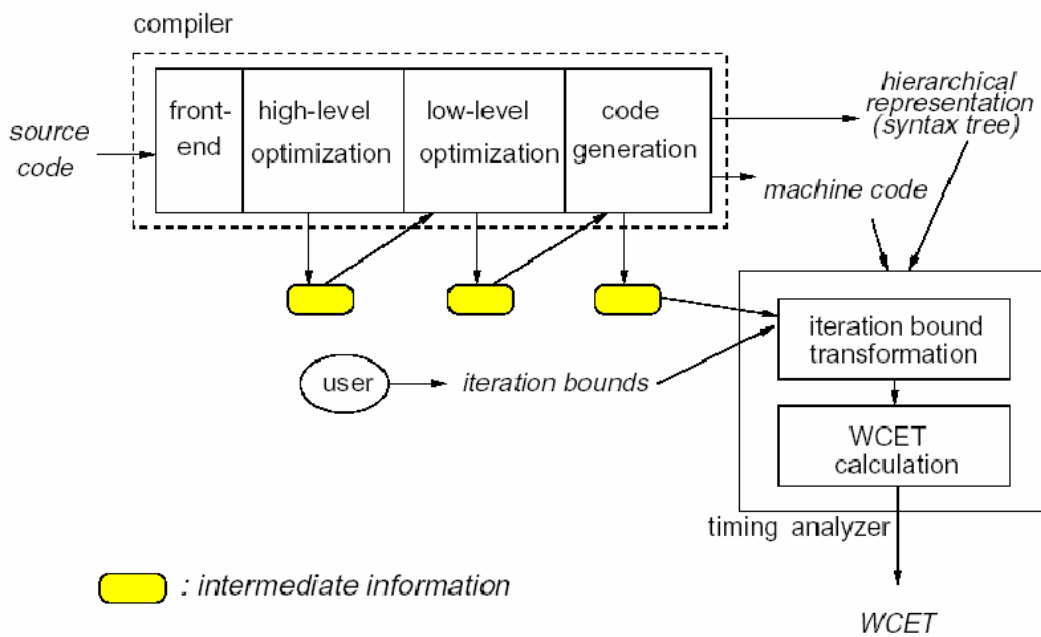 compiler
source
code
front-
end
high-level
optimization
low-level
optimization
code
generation
hierarchical
representation
(syntax tree)
machine code
user
iteration bounds
iteration bound
transformation
WCET
calculation
timing analyzer
: intermediate information
WCET